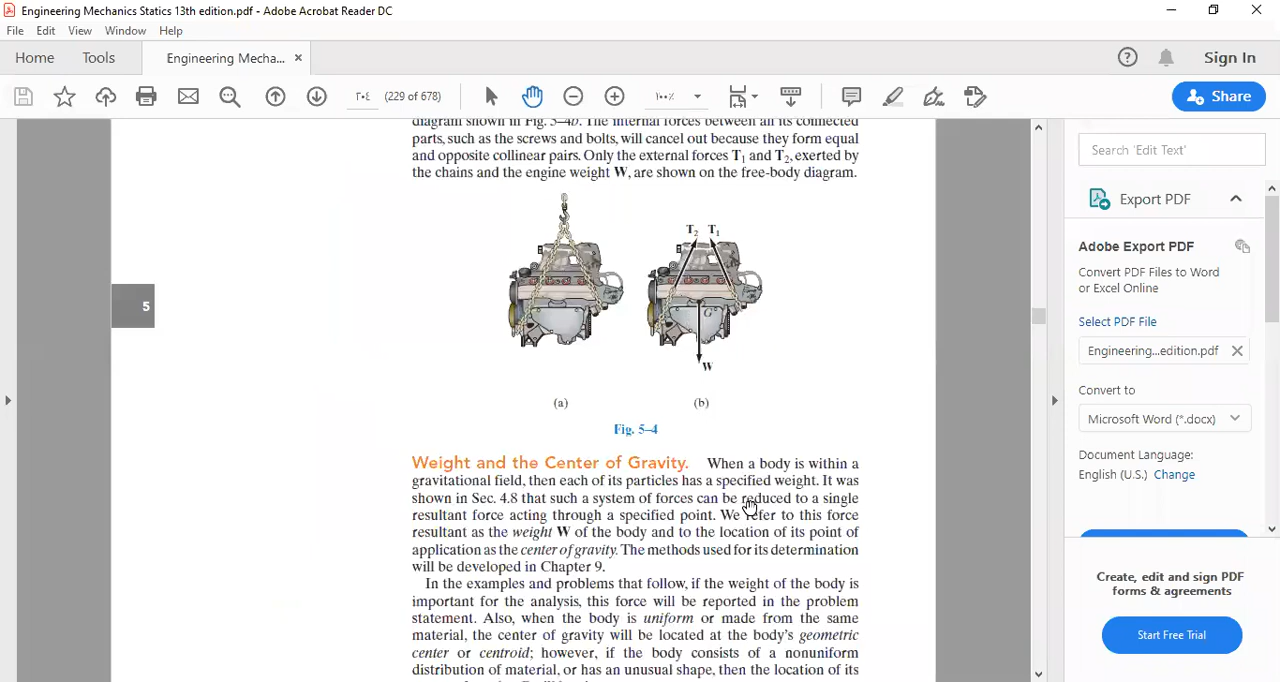 Engineering Mechanics Statics 13th edition.pdf - Adobe Acrobat Reader DC
File Edit View Window Help
Home Tools Engineering Mecha... × Sign In
٢٠٤ (229 of 678) ١٠٠٪ Share
diagram shown in Fig. 5–4b. The internal forces between all its connected
parts, such as the screws and bolts, will cancel out because they form equal
and opposite collinear pairs. Only the external forces T₁ and T₂, exerted by
the chains and the engine weight W, are shown on the free-body diagram.
T₂ T₁
G
W
5
(a) (b)
Fig. 5–4
Weight and the Center of Gravity. When a body is within a
gravitational field, then each of its particles has a specified weight. It was
shown in Sec. 4.8 that such a system of forces can be reduced to a single
resultant force acting through a specified point. We refer to this force
resultant as the weight W of the body and to the location of its point of
application as the center of gravity. The methods used for its determination
will be developed in Chapter 9.
In the examples and problems that follow, if the weight of the body is
important for the analysis, this force will be reported in the problem
statement. Also, when the body is uniform or made from the same
material, the center of gravity will be located at the body's geometric
center or centroid; however, if the body consists of a nonuniform
distribution of material, or has an unusual shape, then the location of its
Search 'Edit Text'
Export PDF
Adobe Export PDF
Convert PDF Files to Word
or Excel Online
Select PDF File
Engineering...edition.pdf
Convert to
Microsoft Word (*.docx)
Document Language:
English (U.S.) Change
Create, edit and sign PDF
forms & agreements
Start Free Trial